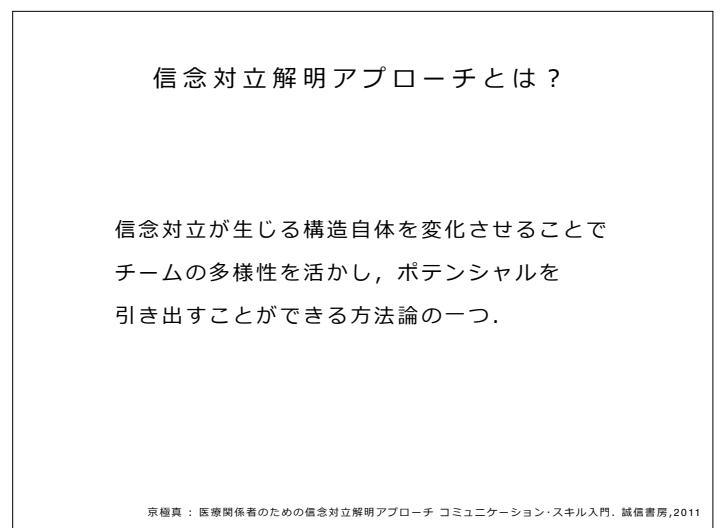 信念対立解明アプローチとは？
信念対立が生じる構造自体を変化させることで
チームの多様性を活かし，ポテンシャルを
引き出すことができる方法論の一つ．
京極真 : 医療関係者のための信念対立解明アプローチ コミュニケーション･スキル入門．誠信書房,2011